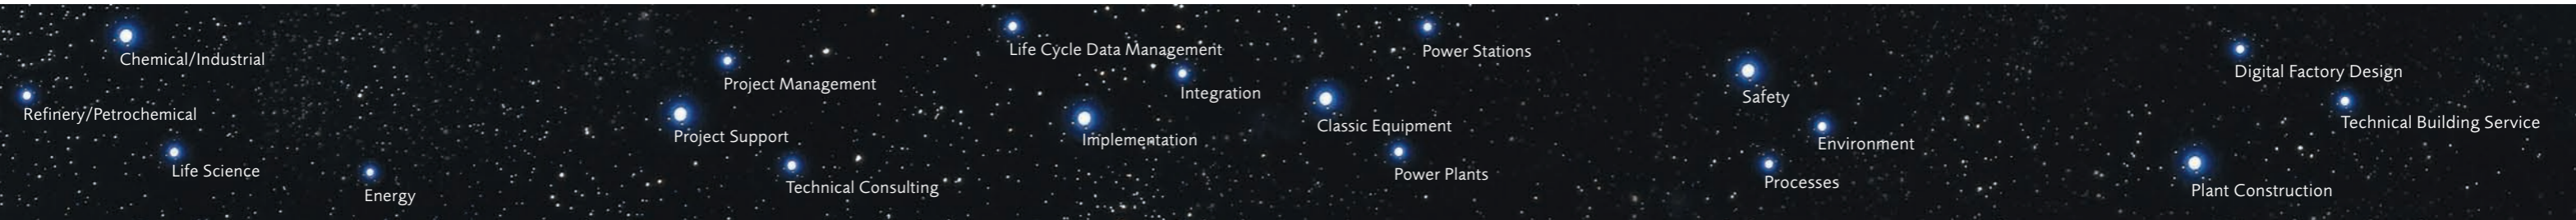 Chemical/Industrial
Refinery/Petrochemical
Life Science
Energy
Project Management
Project Support
Technical Consulting
Life Cycle Data Management
Integration
Implementation
Power Stations
Classic Equipment
Power Plants
Safety
Environment
Processes
Digital Factory Design
Technical Building Service
Plant Construction